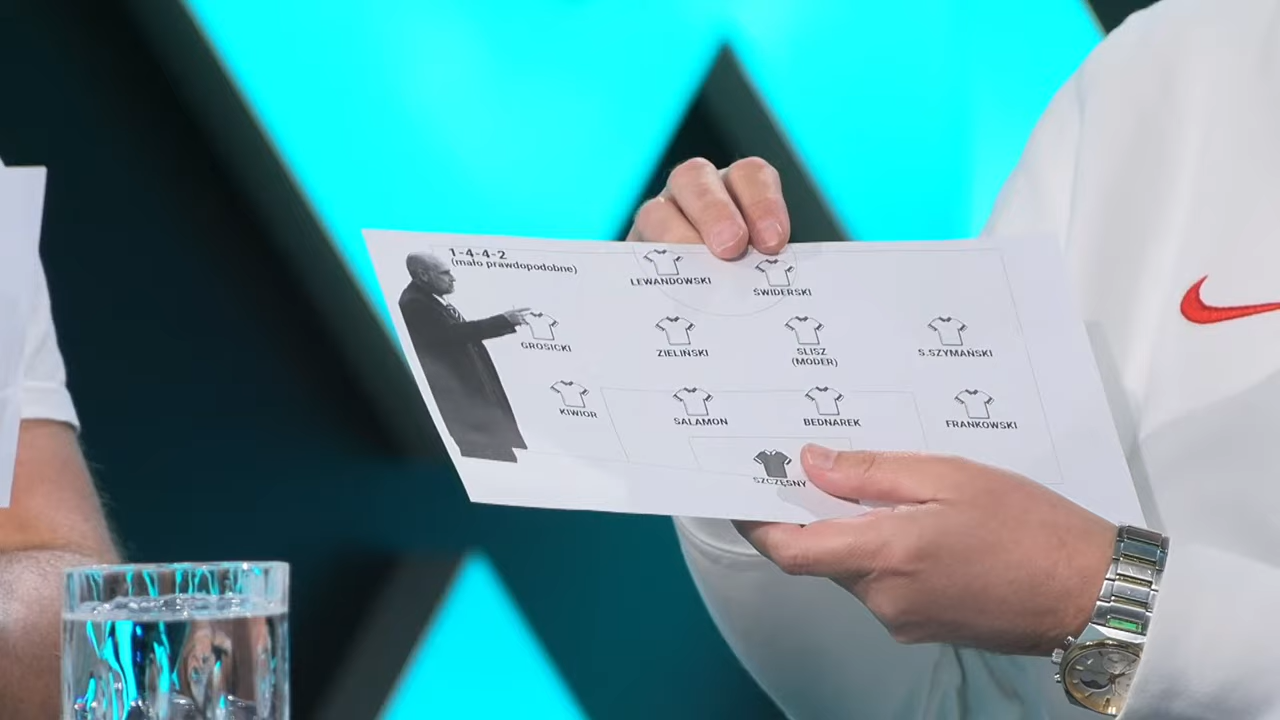 1-4-4-2
(mało prawdopodobne)
LEWANDOWSKI
ŚWIDERSKI
GROSICKI
ZIELIŃSKI
SLISZ
(MODER)
S.SZYMAŃSKI
KIWIOR
SALAMON
BEDNAREK
FRANKOWSKI
SZCZĘSNY